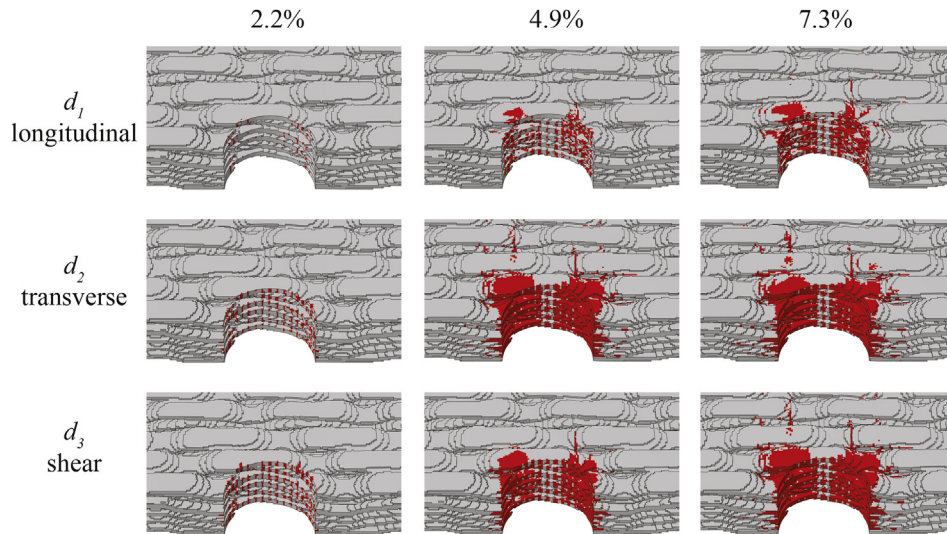 2.2% 4.9% 7.3%
d1
longitudinal
d2
transverse
d3
shear